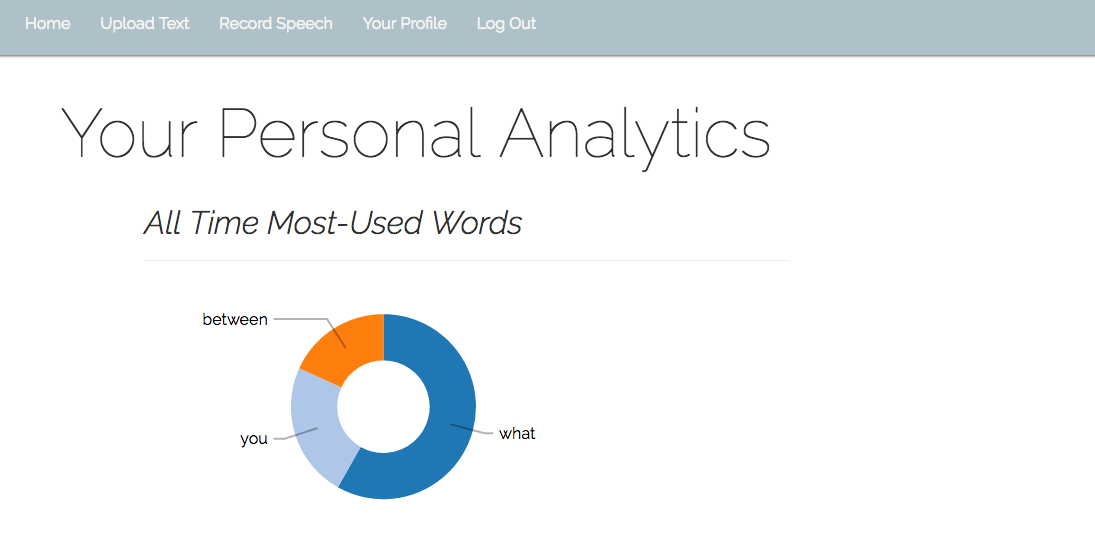 Home Upload Text Record Speech Your Profile Log Out
Your Personal Analytics
All Time Most-Used Words
between
you
what